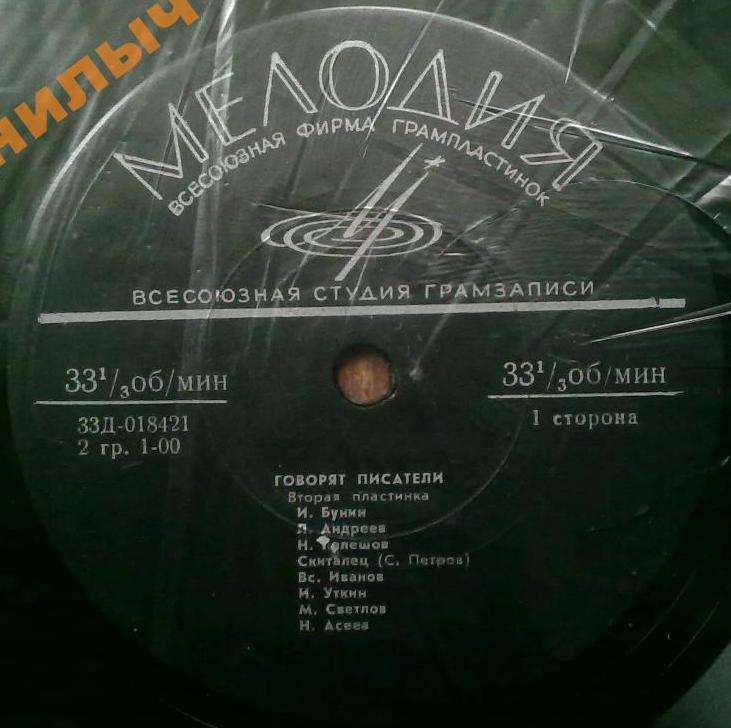 НИЛЫЧ
МЕЛОДИЯ
ВСЕСОЮЗНАЯ ФИРМА ГРАМПЛАСТИНОК
ВСЕСОЮЗНАЯ СТУДИЯ ГРАМЗАПИСИ
33¹/₃об/мин 33¹/₃об/мин
33Д-018421 1 сторона
2 гр. 1-00
ГОВОРЯТ ПИСАТЕЛИ
Вторая пластинка
И. Бунин
Л. Андреев
Н. Телешов
Скиталец (С. Петров)
Вс. Иванов
И. Уткин
М. Светлов
Н. Асеев